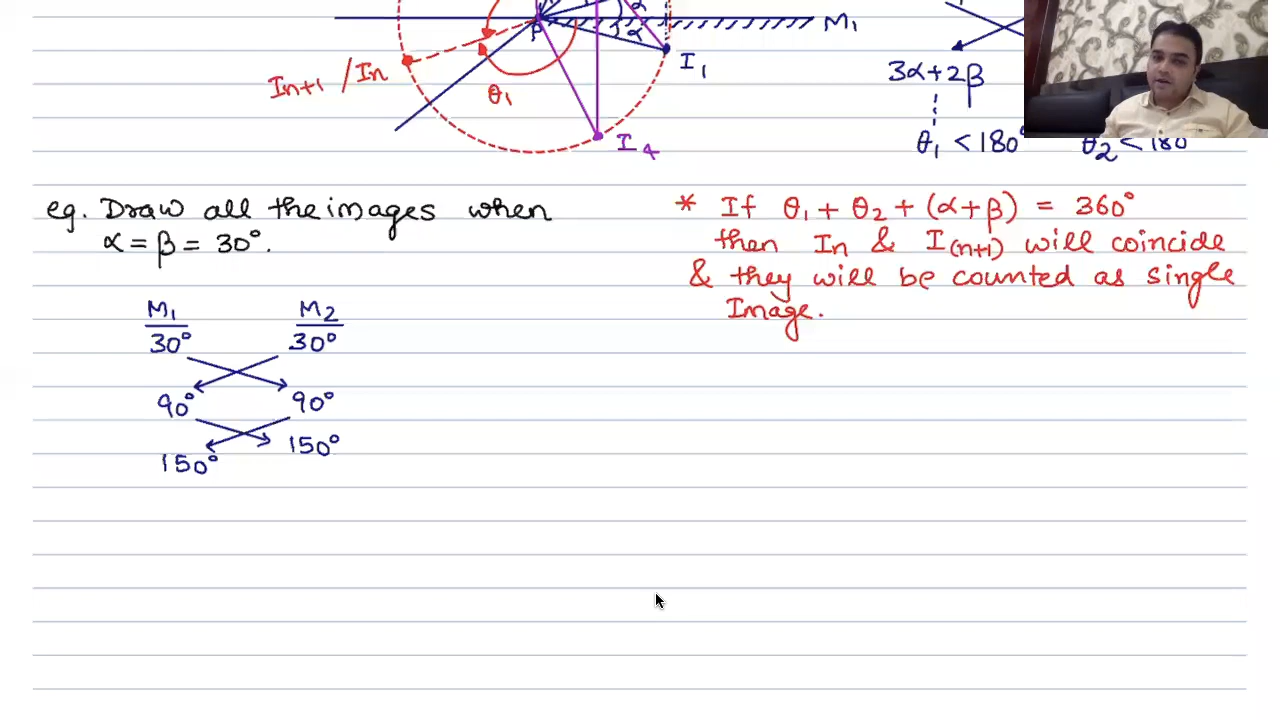 α
M1
P
α
I1
In+1 / In
θ1
I4
3α+2β
θ1 < 180°
θ2 < 180
eg. Draw all the images when
α = β = 30°.
M1 M2
30° 30°
90° 90°
150° 150°
* If θ1 + θ2 + (α+β) = 360°
then In & I(n+1) will coincide
& they will be counted as single
Image.